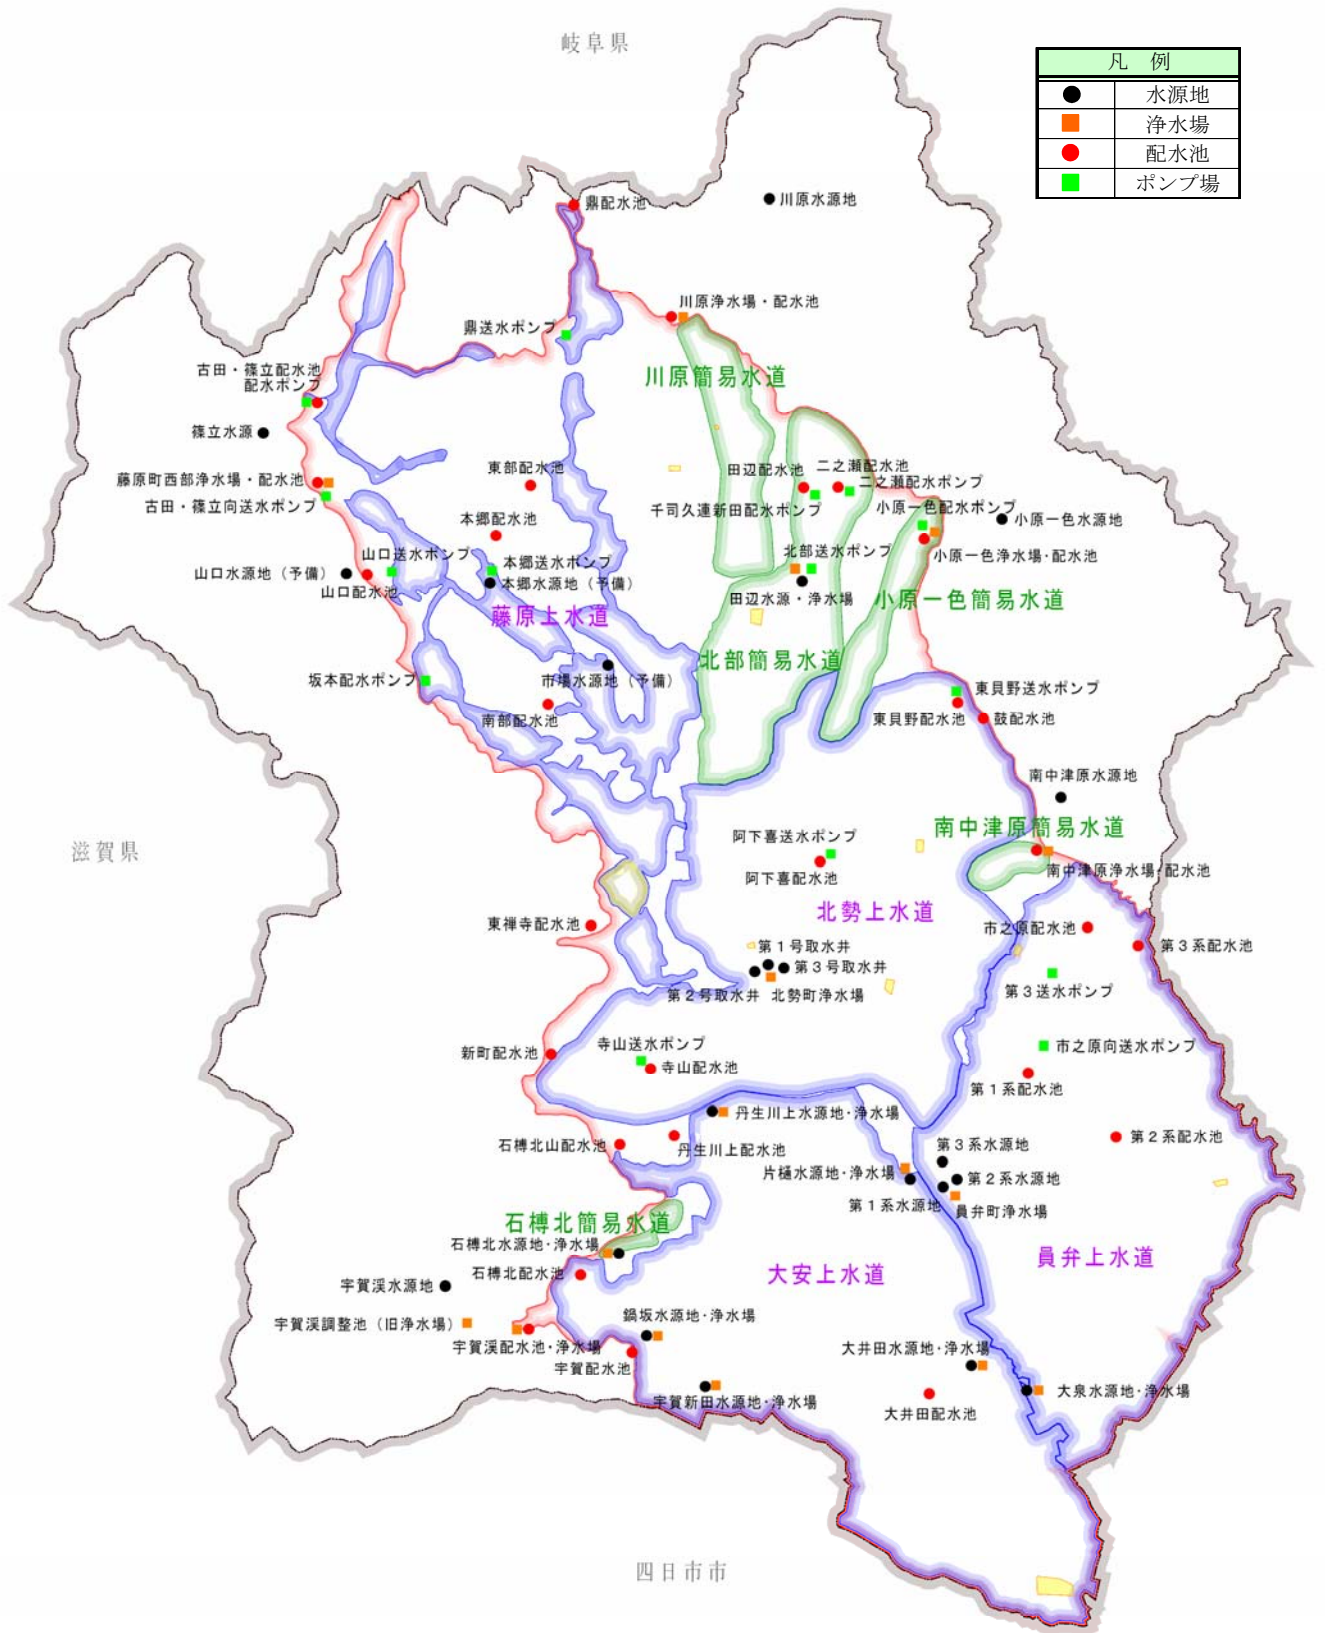 岐阜県
凡 例
水源地
浄水場
配水池
ポンプ場
鼎配水池
川原水源地
川原浄水場・配水池
鼎送水ポンプ
古田・篠立配水池
配水ポンプ
川原簡易水道
篠立水源
藤原町西部浄水場・配水池
古田・篠立向送水ポンプ
東部配水池
田辺配水池
二之瀬配水池
二之瀬配水ポンプ
千司久連新田配水ポンプ
小原一色配水ポンプ
小原一色水源地
本郷配水池
山口送水ポンプ
本郷送水ポンプ
北部送水ポンプ
小原一色浄水場・配水池
山口水源地（予備）
山口配水池
本郷水源地（予備）
田辺水源・浄水場
小原一色簡易水道
藤原上水道
北部簡易水道
坂本配水ポンプ
市場水源地（予備）
南部配水池
東貝野送水ポンプ
東貝野配水池
鼓配水池
南中津原水源地
南中津原簡易水道
滋賀県
阿下喜送水ポンプ
阿下喜配水池
南中津原浄水場・配水池
北勢上水道
東禅寺配水池
市之原配水池
第３系配水池
第１号取水井
第３号取水井
第２号取水井
北勢町浄水場
第３送水ポンプ
新町配水池
寺山送水ポンプ
寺山配水池
市之原向送水ポンプ
第１系配水池
丹生川上水源地・浄水場
石榑北山配水池
丹生川上配水池
第２系配水池
第３系水源地
片樋水源地・浄水場
第２系水源地
第１系水源地
員弁町浄水場
石榑北簡易水道
石榑北水源地・浄水場
石榑北配水池
大安上水道
員弁上水道
宇賀渓水源地
宇賀渓調整池（旧浄水場）
宇賀渓配水池・浄水場
宇賀配水池
鍋坂水源地・浄水場
大井田水源地・浄水場
宇賀新田水源地・浄水場
大井田配水池
大泉水源地・浄水場
四日市市